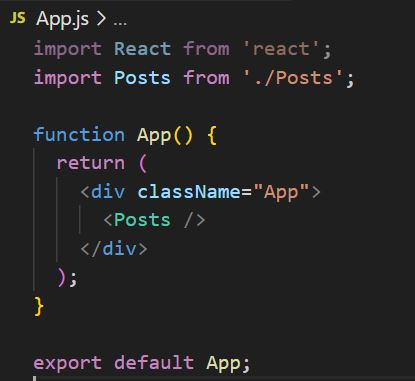 JS App.js > ...
import React from 'react';
import Posts from './Posts';

function App() {
  return (
    <div className="App">
      <Posts />
    </div>
  );
}

export default App;